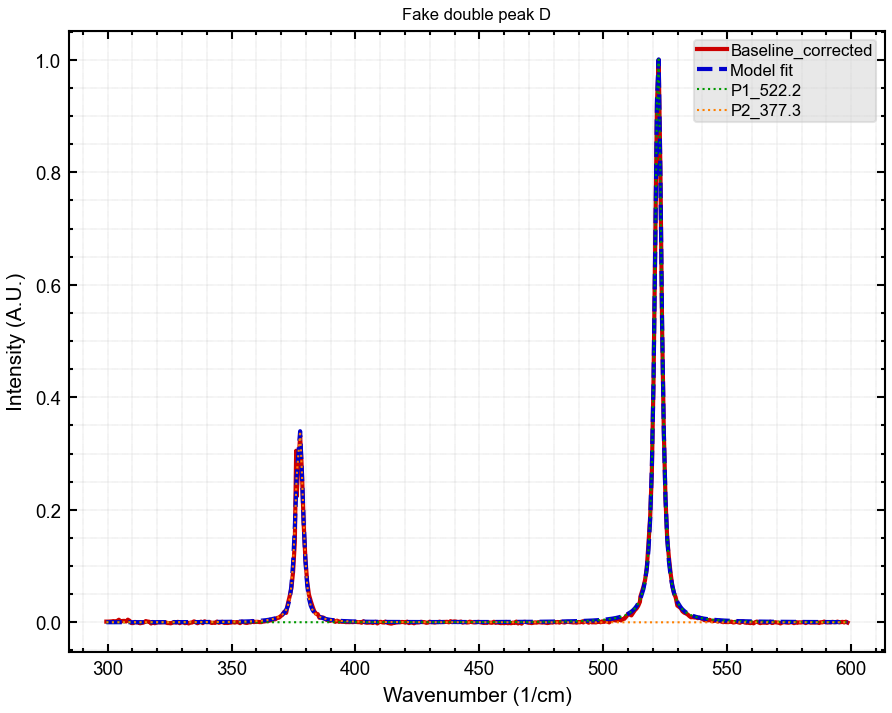 Fake double peak D
Baseline_corrected
Model fit
P1_522.2
P2_377.3
Intensity (A.U.)
1.0
0.8
0.6
0.4
0.2
0.0
300 350 400 450 500 550 600
Wavenumber (1/cm)